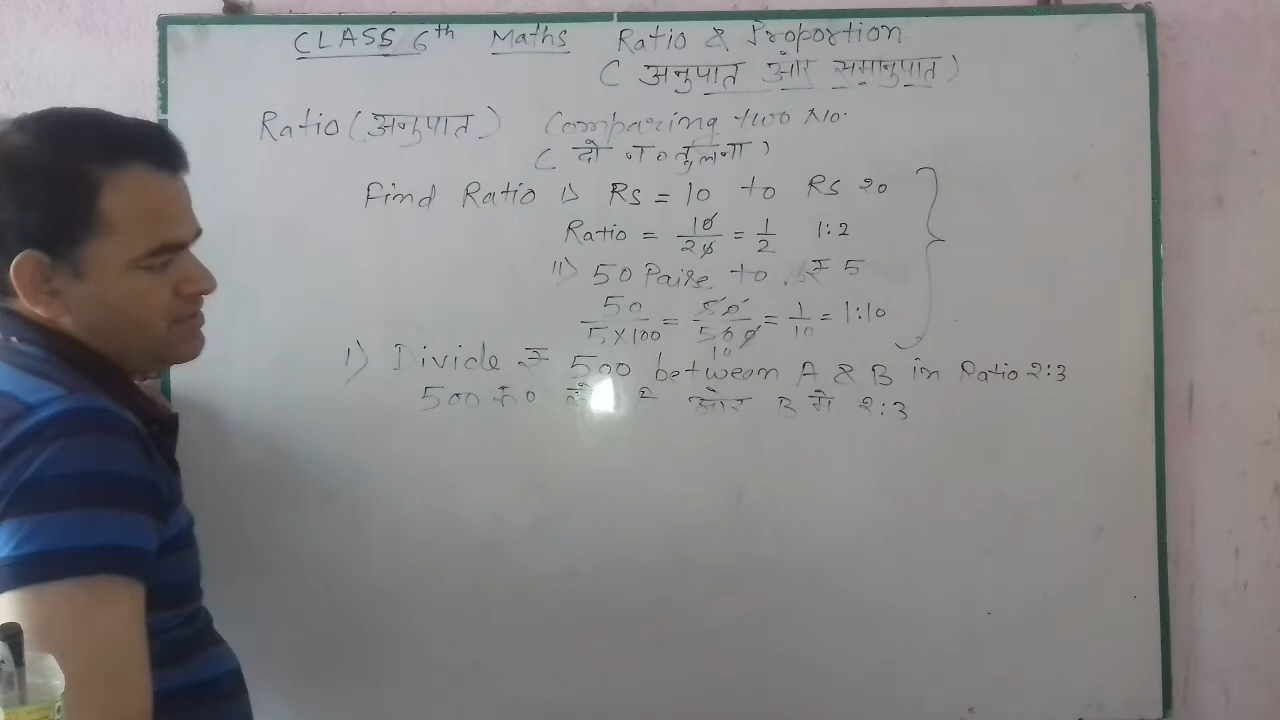 CLASS 6th Maths Ratio & Proportion
( अनुपात और समानुपात )
Ratio (अनुपात) Comparing two No.
( दो न० तुलना )
Find Ratio i) Rs = 10 to Rs 20
Ratio = 10/20 = 1/2 1:2
ii) 50 Paise to ₹ 5
50/5×100 = 50/500 = 1/10 = 1:10
10
1) Divide ₹ 500 between A & B in Ratio 2:3
500 रू० और B में 2:3